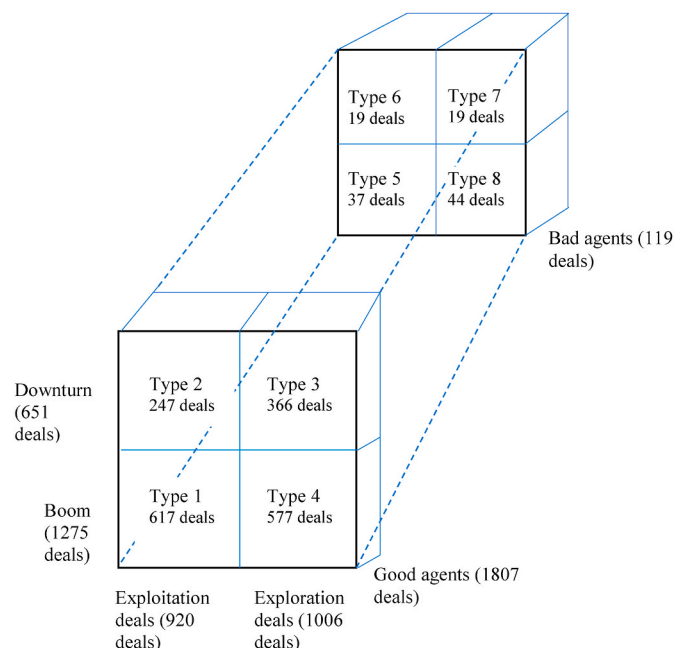 Type 6
19 deals
Type 7
19 deals
Type 5
37 deals
Type 8
44 deals
Bad agents (119
deals)
Type 2
247 deals
Type 3
366 deals
Downturn
(651
deals)
Type 1
617 deals
Type 4
577 deals
Boom
(1275
deals)
Good agents (1807
deals)
Exploitation
deals (920
deals)
Exploration
deals (1006
deals)